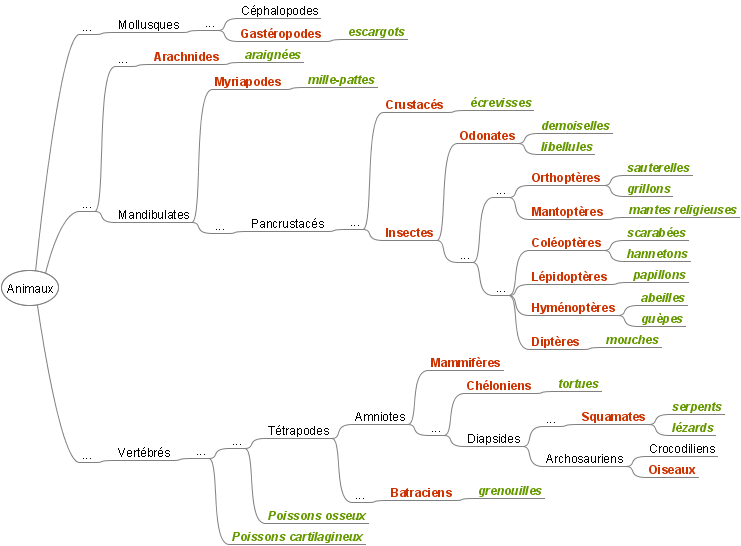 Céphalopodes
Mollusques
...
...
Gastéropodes
escargots
araignées
Arachnides
...
mille-pattes
Myriapodes
écrevisses
Crustacés
demoiselles
Odonates
libellules
sauterelles
Orthoptères
grillons
...
mantes religieuses
Mantoptères
...
Mandibulates
...
Pancrustacés
...
Insectes
scarabées
Coléoptères
hannetons
...
papillons
Lépidoptères
...
Animaux
abeilles
Hyménoptères
guèpes
mouches
Diptères
Mammifères
tortues
Chéloniens
serpents
Amniotes
Squamates
...
lézards
Tétrapodes
...
Diapsides
...
Crocodiliens
Vertébrés
...
...
Archosauriens
Oiseaux
grenouilles
Batraciens
...
Poissons osseux
Poissons cartilagineux